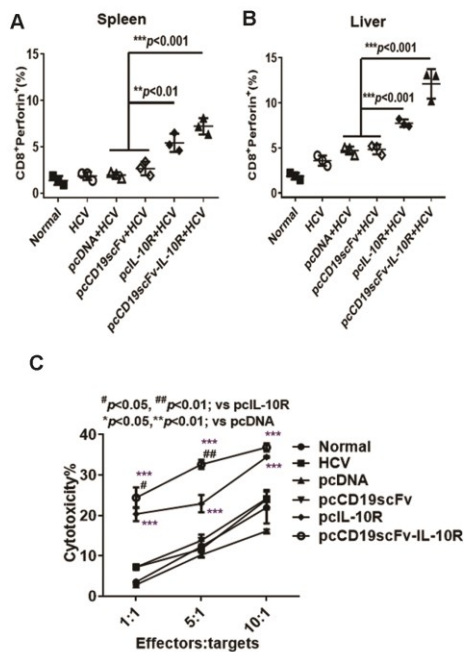 A
Spleen
***p<0.001
**p<0.01
CD8+Perforin+(%)
15
10
5
0
Normal
HCV
pcDNA+HCV
pcCD19scFv+HCV
pcIL-10R+HCV
pcCD19scFv-IL-10R+HCV
B
Liver
***p<0.001
***p<0.001
CD8+Perforin+(%)
15
10
5
0
Normal
HCV
pcDNA+HCV
pcCD19scFv+HCV
pcIL-10R+HCV
pcCD19scFv-IL-10R+HCV
C
#p<0.05, ##p<0.01; vs pcIL-10R
*p<0.05,**p<0.01; vs pcDNA
Cytotoxicity%
40
30
20
10
0
***
#
***
***
##
***
***
***
1:1
5:1
10:1
Effectors:targets
Normal
HCV
pcDNA
pcCD19scFv
pcIL-10R
pcCD19scFv-IL-10R